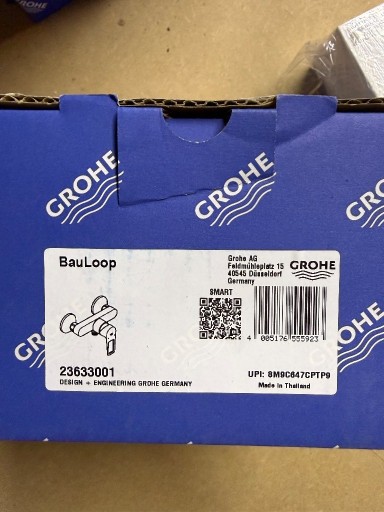 GROHE
GROHE
GROHE
GROHE
GROHE
BauLoop
Grohe AG
Feldmühleplatz 15
40545 Düsseldorf
Germany
GROHE
SMART
4 005176 555923
23633001
DESIGN + ENGINEERING GROHE GERMANY
UPI: 8M9C647CPTP9
Made in Thailand